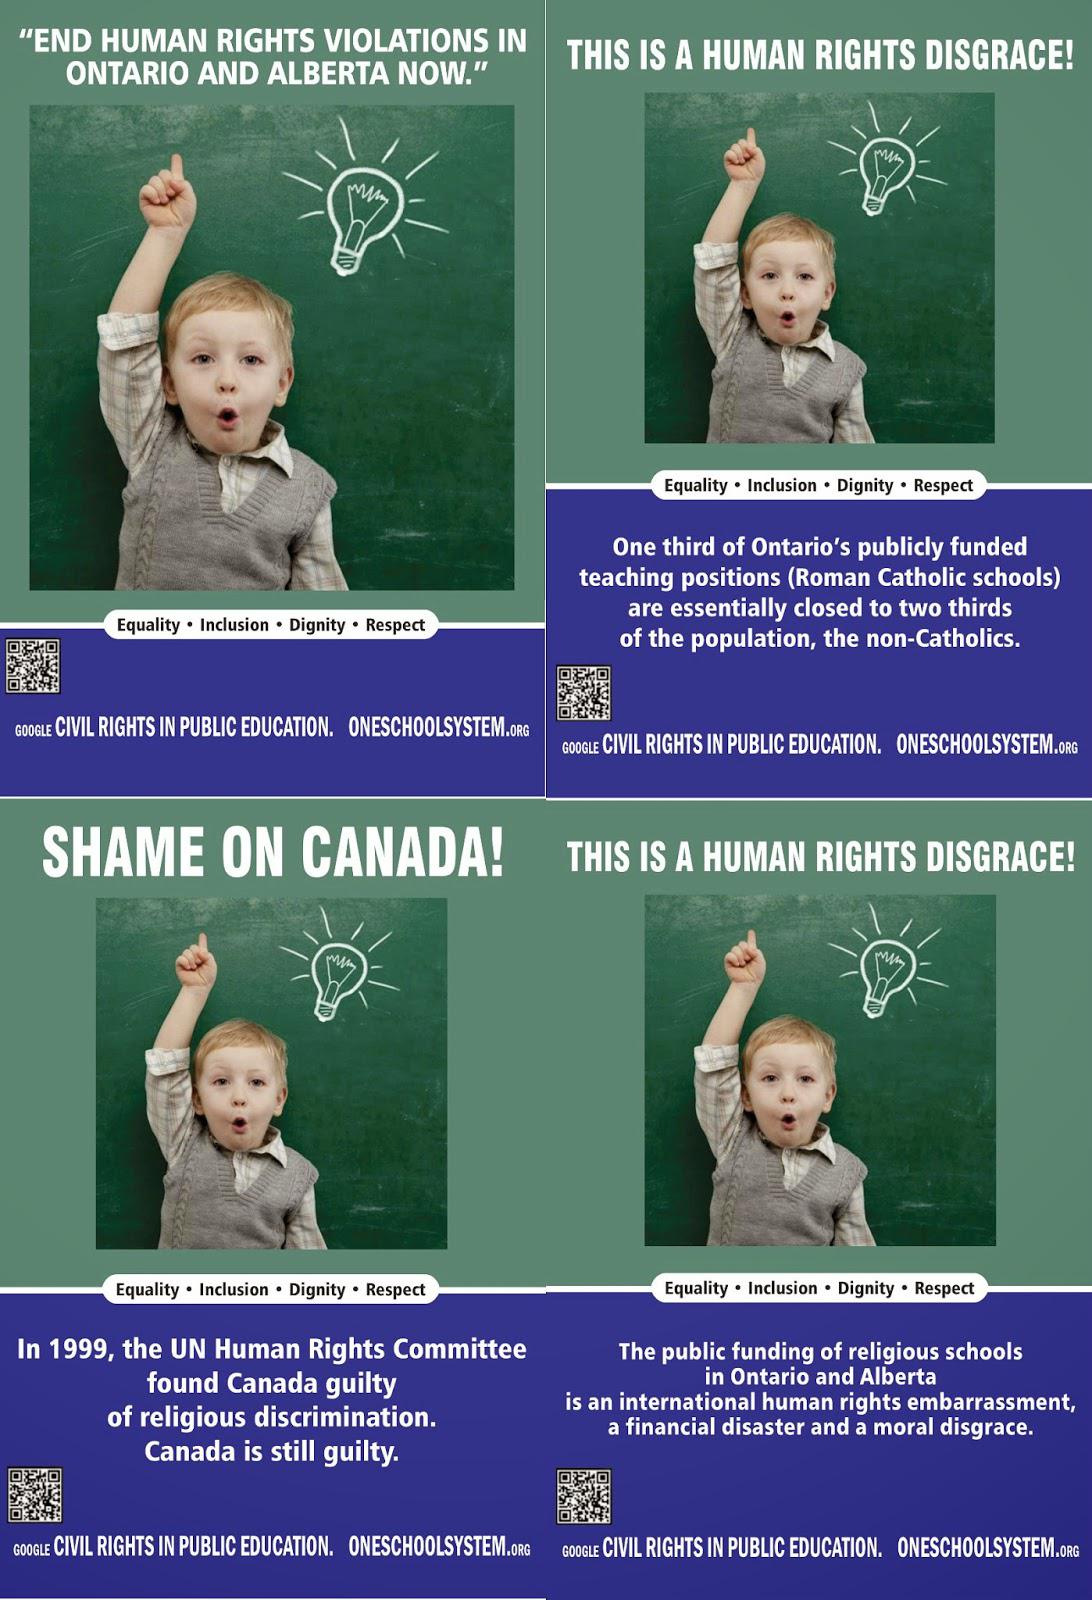 “END HUMAN RIGHTS VIOLATIONS IN
ONTARIO AND ALBERTA NOW.”
Equality • Inclusion • Dignity • Respect
GOOGLE CIVIL RIGHTS IN PUBLIC EDUCATION. ONESCHOOLSYSTEM.ORG
THIS IS A HUMAN RIGHTS DISGRACE!
Equality • Inclusion • Dignity • Respect
One third of Ontario’s publicly funded
teaching positions (Roman Catholic schools)
are essentially closed to two thirds
of the population, the non-Catholics.
GOOGLE CIVIL RIGHTS IN PUBLIC EDUCATION. ONESCHOOLSYSTEM.ORG
SHAME ON CANADA!
Equality • Inclusion • Dignity • Respect
In 1999, the UN Human Rights Committee
found Canada guilty
of religious discrimination.
Canada is still guilty.
GOOGLE CIVIL RIGHTS IN PUBLIC EDUCATION. ONESCHOOLSYSTEM.ORG
THIS IS A HUMAN RIGHTS DISGRACE!
Equality • Inclusion • Dignity • Respect
The public funding of religious schools
in Ontario and Alberta
is an international human rights embarrassment,
a financial disaster and a moral disgrace.
GOOGLE CIVIL RIGHTS IN PUBLIC EDUCATION. ONESCHOOLSYSTEM.ORG